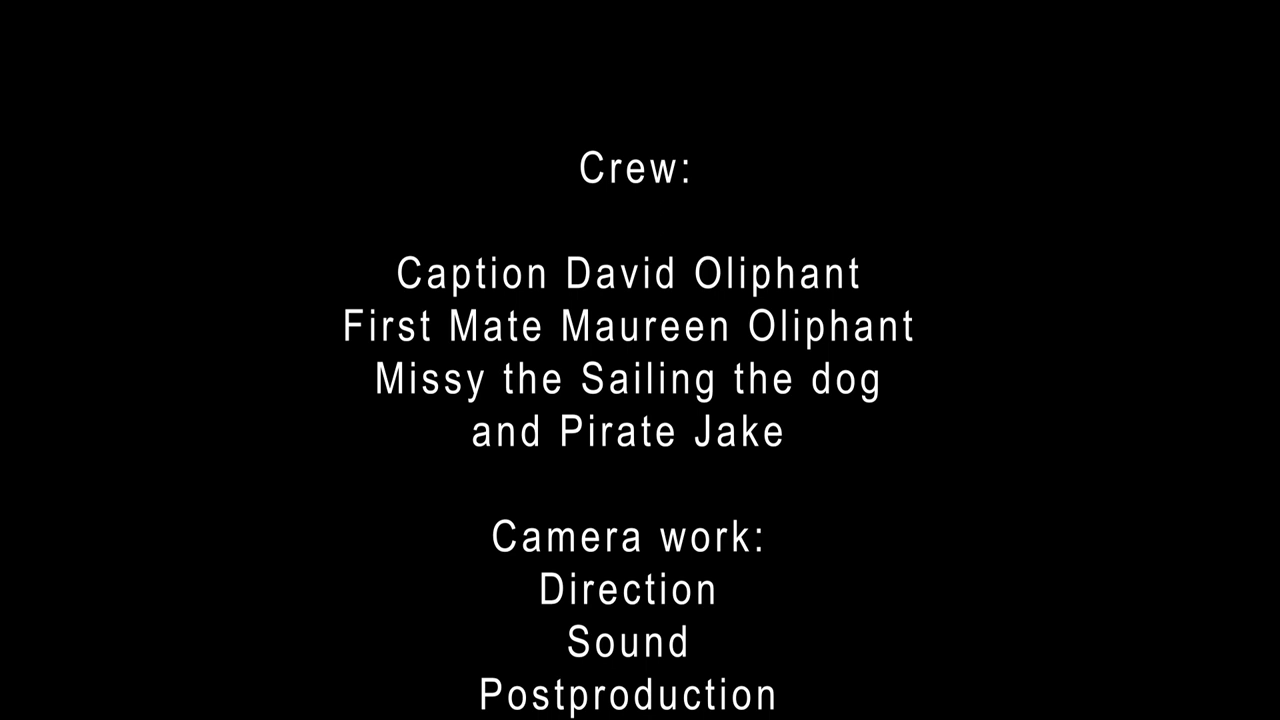 Crew:
Caption David Oliphant
First Mate Maureen Oliphant
Missy the Sailing the dog
and Pirate Jake
Camera work:
Direction
Sound
Postproduction